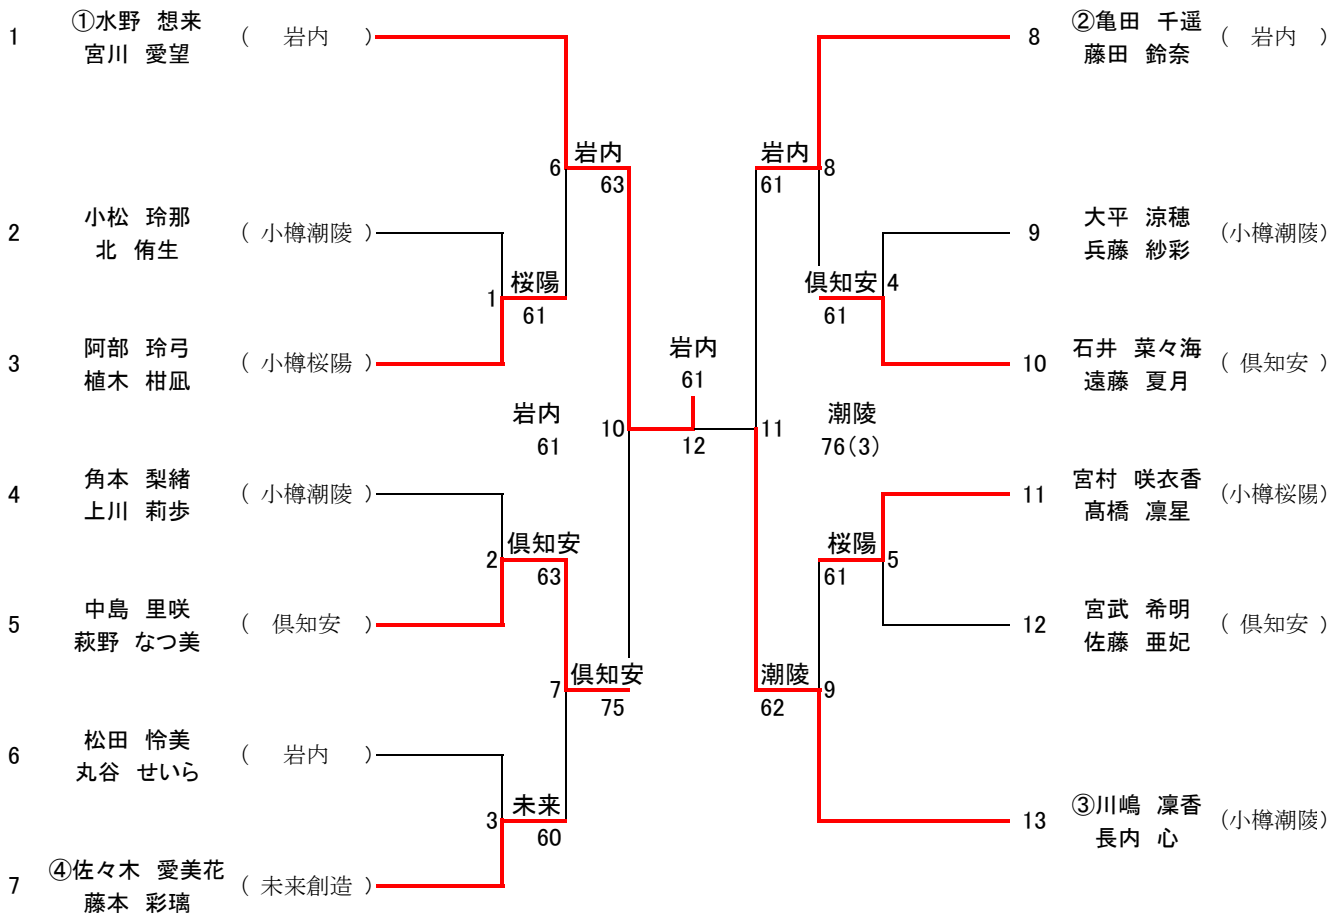 1 ①水野 想来 宮川 愛望 ( 岩内 )
2 小松 玲那 北 侑生 ( 小樽潮陵 )
3 阿部 玲弓 植木 柑凪 ( 小樽桜陽 )
4 角本 梨緒 上川 莉歩 ( 小樽潮陵 )
5 中島 里咲 萩野 なつ美 ( 倶知安 )
6 松田 怜美 丸谷 せいら ( 岩内 )
7 ④佐々木 愛美花 藤本 彩璃 ( 未来創造 )
6 岩内 63
1 桜陽 61
岩内 61
10
2 倶知安 63
7 倶知安 75
3 未来 60
岩内 61
12
岩内 61 8
倶知安 61 4
11
潮陵 76(3)
桜陽 61 5
潮陵 62 9
8 ②亀田 千遥 藤田 鈴奈 ( 岩内 )
9 大平 涼穂 兵藤 紗彩 (小樽潮陵)
10 石井 菜々海 遠藤 夏月 ( 倶知安 )
11 宮村 咲衣香 髙橋 凛星 (小樽桜陽)
12 宮武 希明 佐藤 亜妃 ( 倶知安 )
13 ③川嶋 凜香 長内 心 (小樽潮陵)